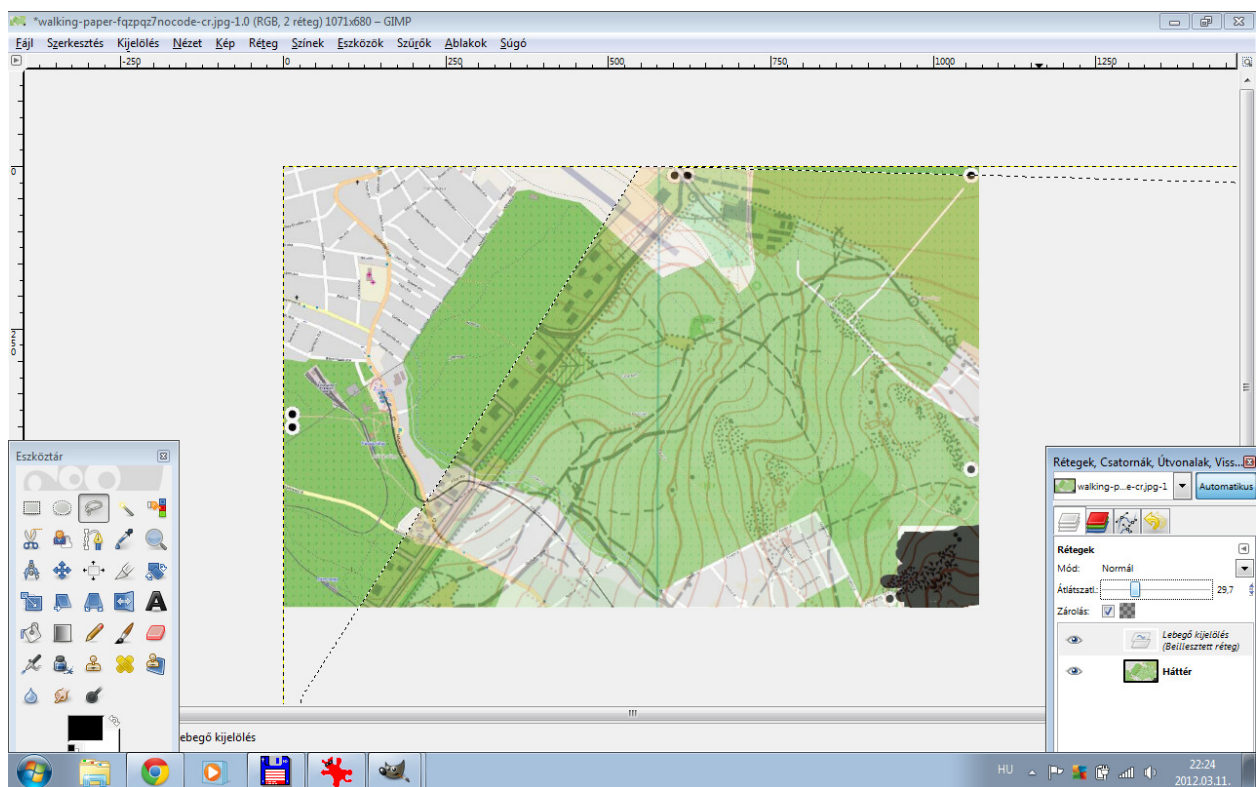 *walking-paper-fqzpqz7nocode-cr.jpg-1.0 (RGB, 2 réteg) 1071x680 – GIMP
Fájl Szerkesztés Kijelölés Nézet Kép Réteg Színek Eszközök Szűrők Ablakok Súgó
-250 0 250 500 750 1000 1250
0
250
Eszköztár
Rétegek, Csatornák, Útvonalak, Viss...
walking-p...e-cr.jpg-1 Automatikus
Rétegek
Mód: Normál
Átlátszatl.: 29,7
Zárolás:
Lebegő kijelölés
(Beillesztett réteg)
Háttér
ebegő kijelölés
HU 22:24
2012.03.11.